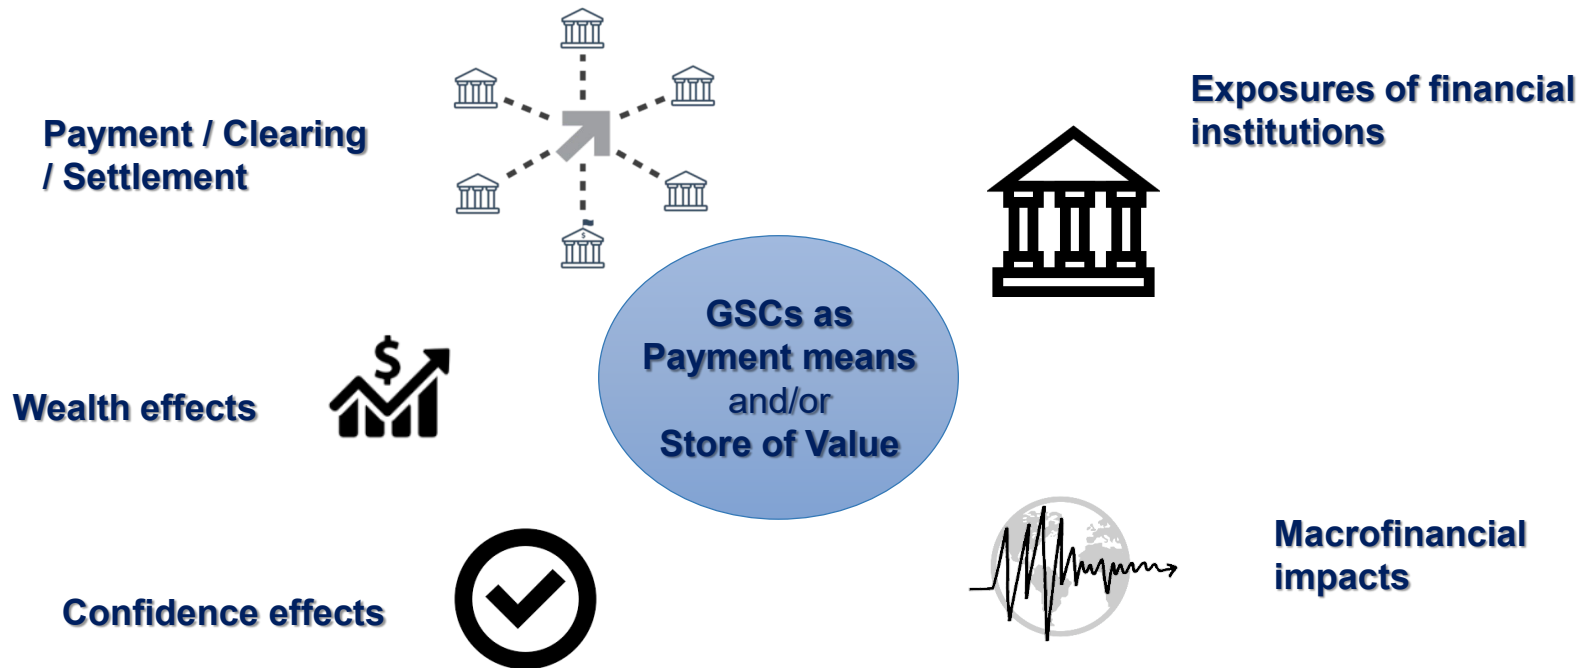 Payment / Clearing
/ Settlement
Exposures of financial
institutions
GSCs as
Payment means
and/or
Store of Value
Wealth effects
$
Confidence effects
Macrofinancial
impacts
$